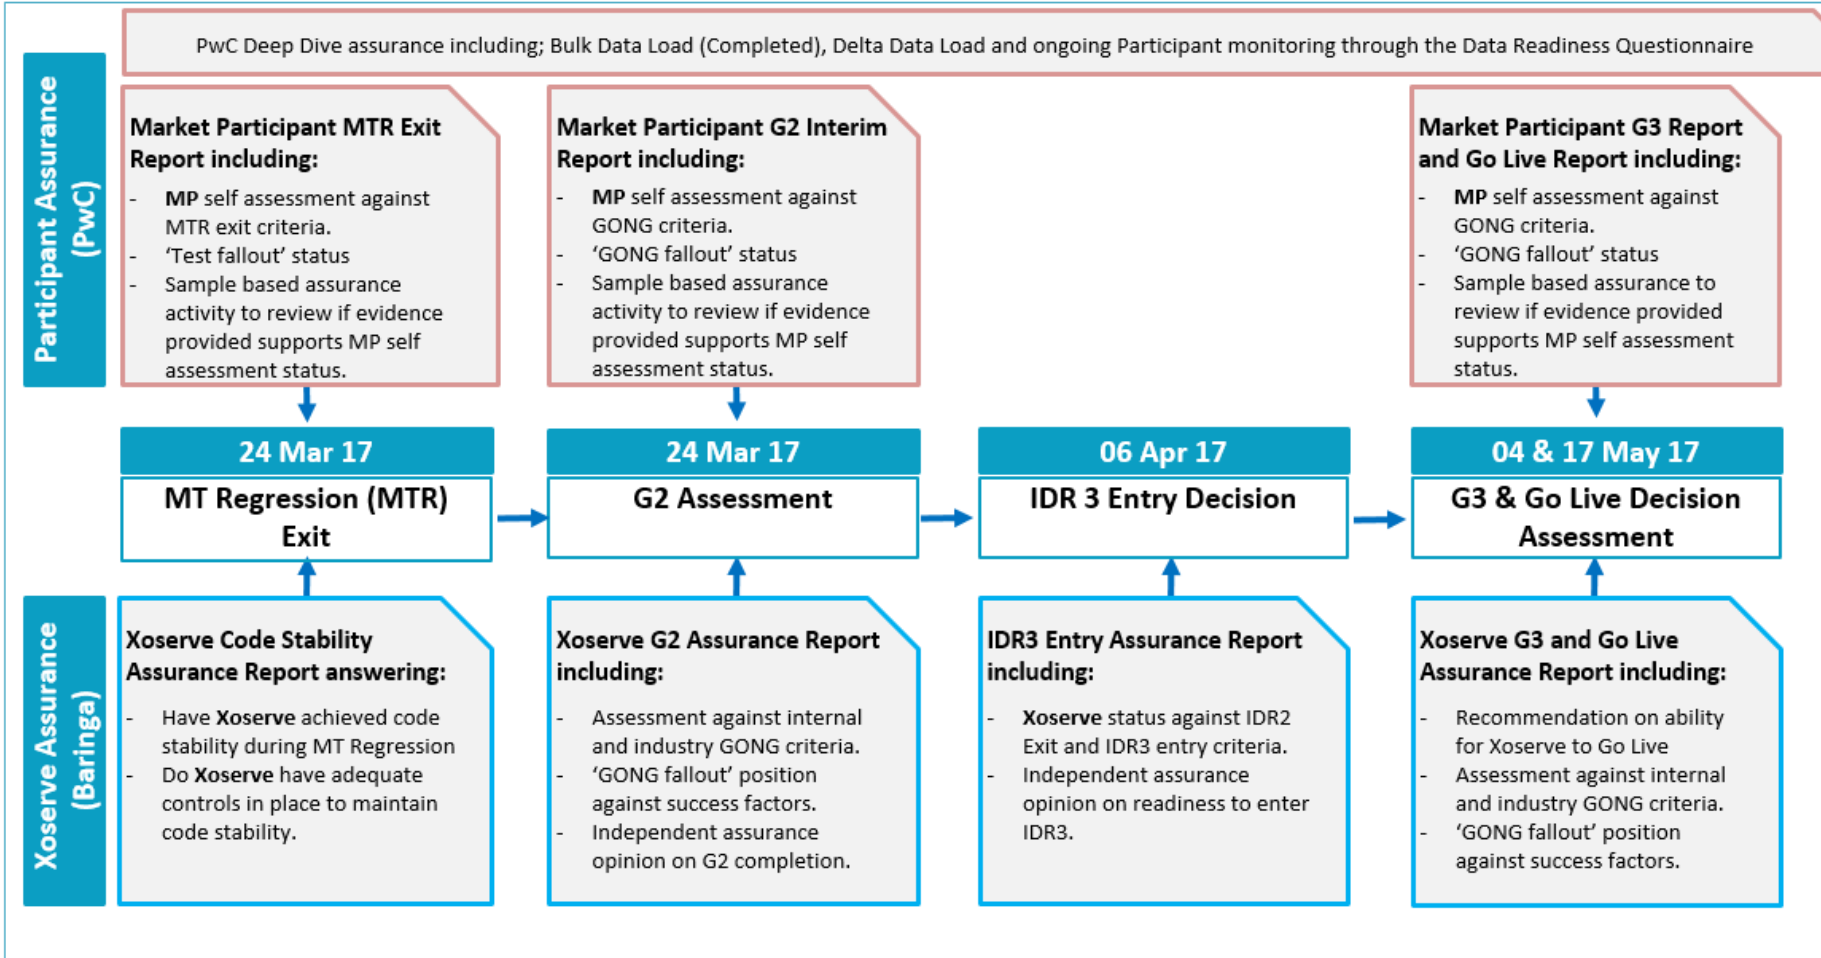 PwC Deep Dive assurance including; Bulk Data Load (Completed), Delta Data Load and ongoing Participant monitoring through the Data Readiness Questionnaire
Participant Assurance
(PwC)
Market Participant MTR Exit
Report including:
- MP self assessment against
MTR exit criteria.
- ‘Test fallout’ status
- Sample based assurance
activity to review if evidence
provided supports MP self
assessment status.
Market Participant G2 Interim
Report including:
- MP self assessment against
GONG criteria.
- ‘GONG fallout’ status
- Sample based assurance
activity to review if evidence
provided supports MP self
assessment status.
Market Participant G3 Report
and Go Live Report including:
- MP self assessment against
GONG criteria.
- ‘GONG fallout’ status
- Sample based assurance to
review if evidence provided
supports MP self assessment
status.
24 Mar 17
MT Regression (MTR)
Exit
24 Mar 17
G2 Assessment
06 Apr 17
IDR 3 Entry Decision
04 & 17 May 17
G3 & Go Live Decision
Assessment
Xoserve Assurance
(Baringa)
Xoserve Code Stability
Assurance Report answering:
- Have Xoserve achieved code
stability during MT Regression
- Do Xoserve have adequate
controls in place to maintain
code stability.
Xoserve G2 Assurance Report
including:
- Assessment against internal
and industry GONG criteria.
- ‘GONG fallout’ position
against success factors.
- Independent assurance
opinion on G2 completion.
IDR3 Entry Assurance Report
including:
- Xoserve status against IDR2
Exit and IDR3 entry criteria.
- Independent assurance
opinion on readiness to enter
IDR3.
Xoserve G3 and Go Live
Assurance Report including:
- Recommendation on ability
for Xoserve to Go Live
- Assessment against internal
and industry GONG criteria.
- ‘GONG fallout’ position
against success factors.